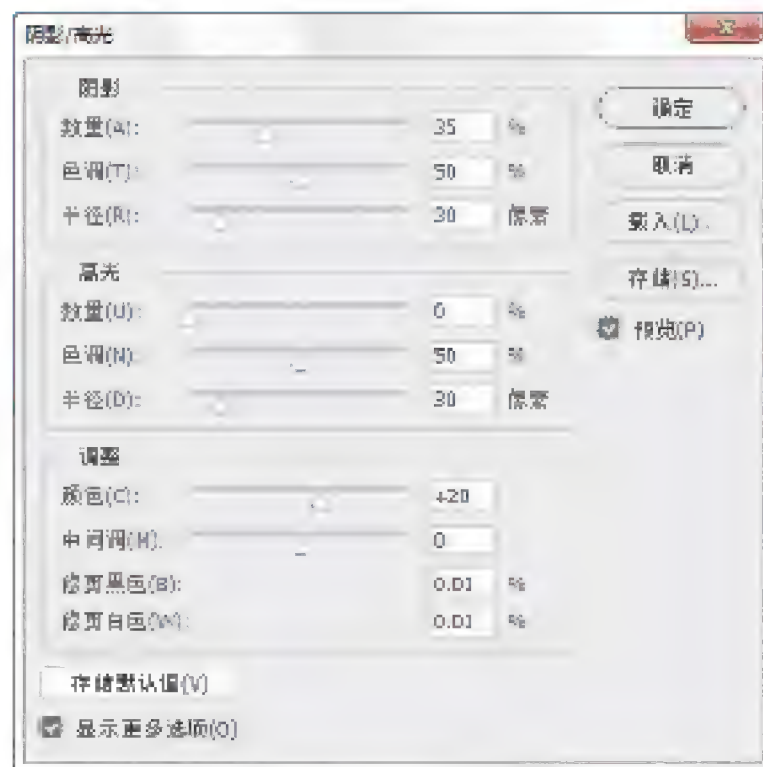 阴影/高光
阴影
数量(A): 35 %
色调(T): 50 %
半径(R): 30 像素
高光
数量(U): 0 %
色调(N): 50 %
半径(D): 30 像素
调整
颜色(C): +20
中间调(M): 0
修剪黑色(B): 0.01 %
修剪白色(W): 0.01 %
存储默认值(V)
显示更多选项(O)
确定
取消
载入(L)...
存储(S)...
预览(P)